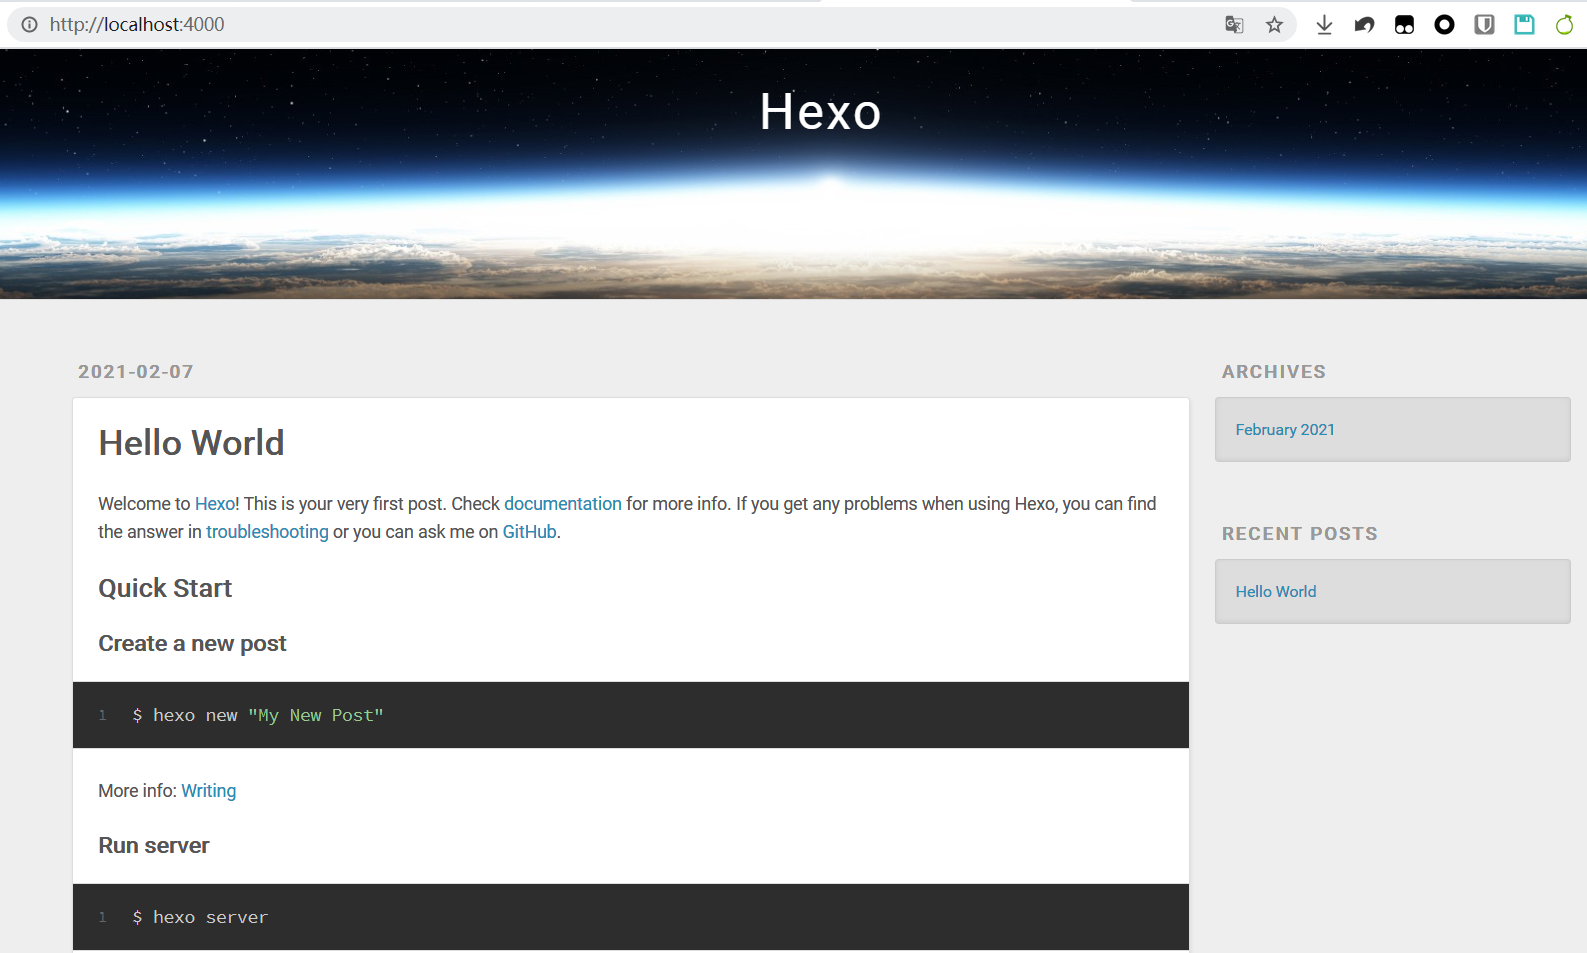 http://localhost:4000
Hexo
2021-02-07
Hello World
Welcome to Hexo! This is your very first post. Check documentation for more info. If you get any problems when using Hexo, you can find
the answer in troubleshooting or you can ask me on GitHub.
Quick Start
Create a new post
1 $ hexo new "My New Post"
More info: Writing
Run server
1 $ hexo server
ARCHIVES
February 2021
RECENT POSTS
Hello World